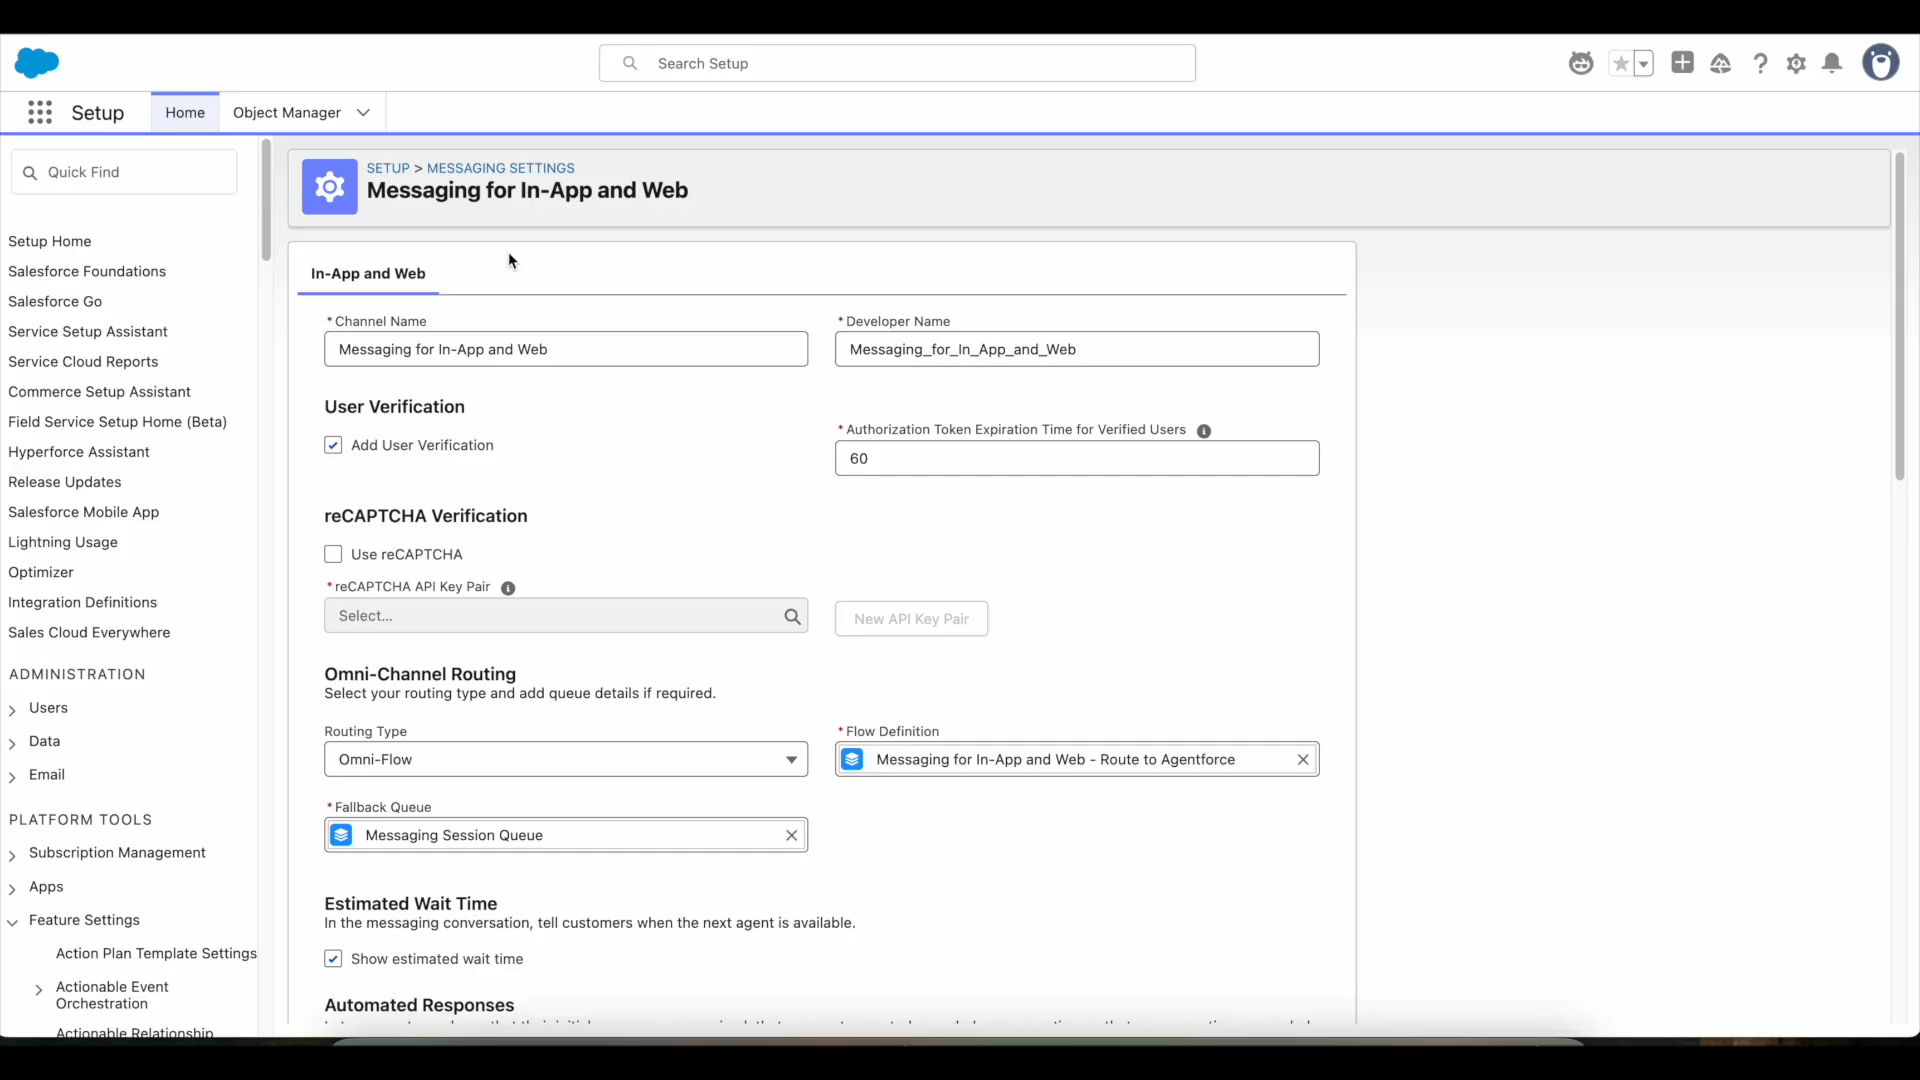 Search Setup
Setup
Home
Object Manager
Quick Find
Setup Home
Salesforce Foundations
Salesforce Go
Service Setup Assistant
Service Cloud Reports
Commerce Setup Assistant
Field Service Setup Home (Beta)
Hyperforce Assistant
Release Updates
Salesforce Mobile App
Lightning Usage
Optimizer
Integration Definitions
Sales Cloud Everywhere
ADMINISTRATION
Users
Data
Email
PLATFORM TOOLS
Subscription Management
Apps
Feature Settings
Action Plan Template Settings
Actionable Event
Orchestration
Actionable Relationship
SETUP > MESSAGING SETTINGS
Messaging for In-App and Web
In-App and Web
* Channel Name
Messaging for In-App and Web
* Developer Name
Messaging_for_In_App_and_Web
User Verification
Add User Verification
* Authorization Token Expiration Time for Verified Users
60
reCAPTCHA Verification
Use reCAPTCHA
* reCAPTCHA API Key Pair
Select...
New API Key Pair
Omni-Channel Routing
Select your routing type and add queue details if required.
Routing Type
Omni-Flow
* Flow Definition
Messaging for In-App and Web - Route to Agentforce
* Fallback Queue
Messaging Session Queue
Estimated Wait Time
In the messaging conversation, tell customers when the next agent is available.
Show estimated wait time
Automated Responses